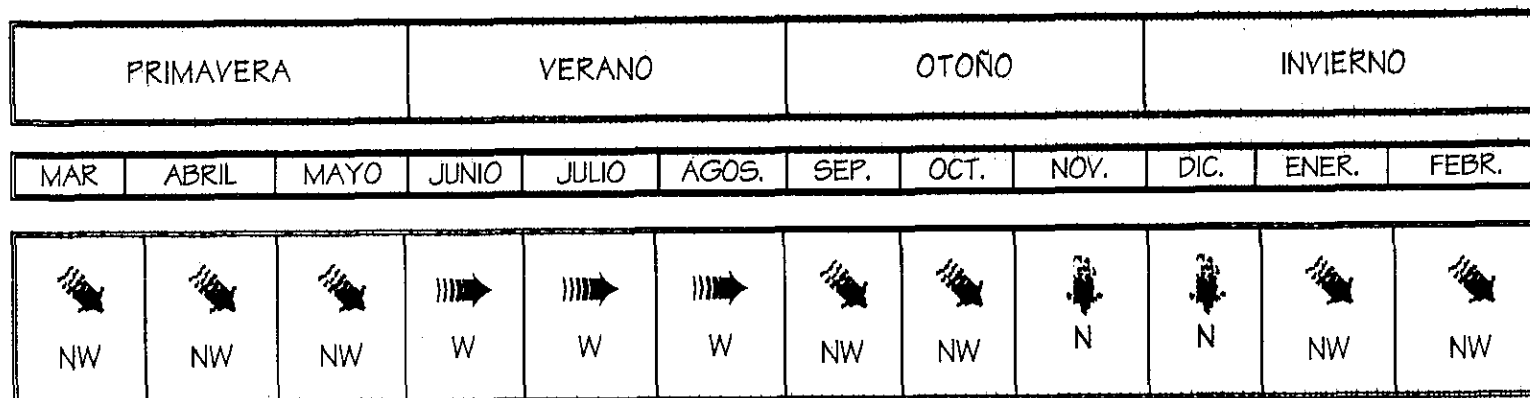 PRIMAVERA VERANO OTOÑO INVIERNO
MAR ABRIL MAYO JUNIO JULIO AGOS. SEP. OCT. NOV. DIC. ENER. FEBR.
NW NW NW W W W NW NW N N NW NW